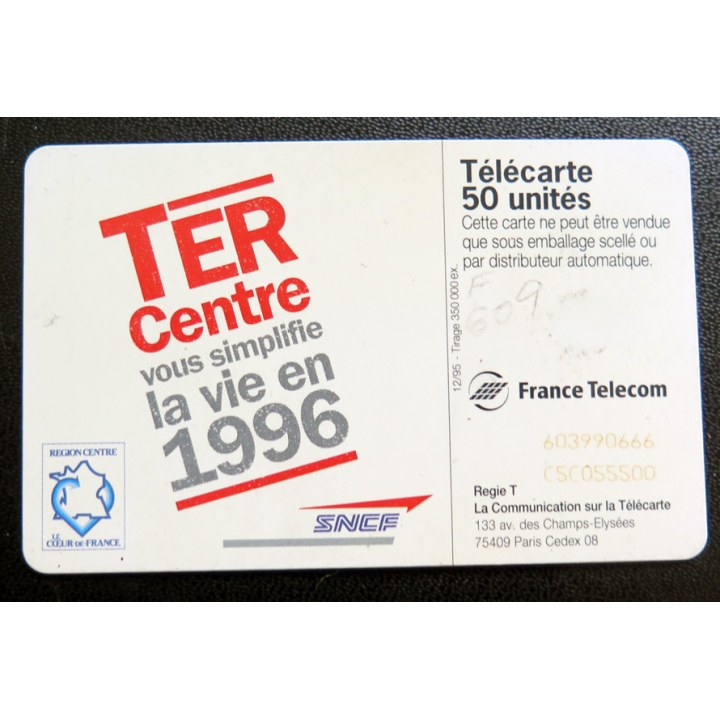 TER
Centre
vous simplifie
la vie en
1996
REGION CENTRE
LE
CŒUR-DE-FRANCE
SNCF
12/95 - Tirage 350 000 ex.
Télécarte
50 unités
Cette carte ne peut être vendue
que sous emballage scellé ou
par distributeur automatique.
F
609
France Telecom
603990666
CSC055500
Regie T
La Communication sur la Télécarte
133 av. des Champs-Elysées
75409 Paris Cedex 08